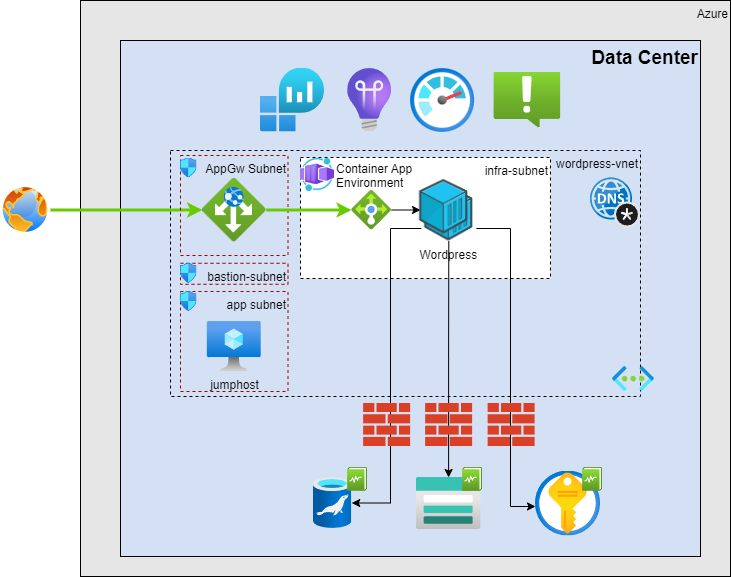 Azure
Data Center
AppGw Subnet
Container App
Environment
infra-subnet
wordpress-vnet
DNS
*
Wordpress
bastion-subnet
app subnet
jumphost